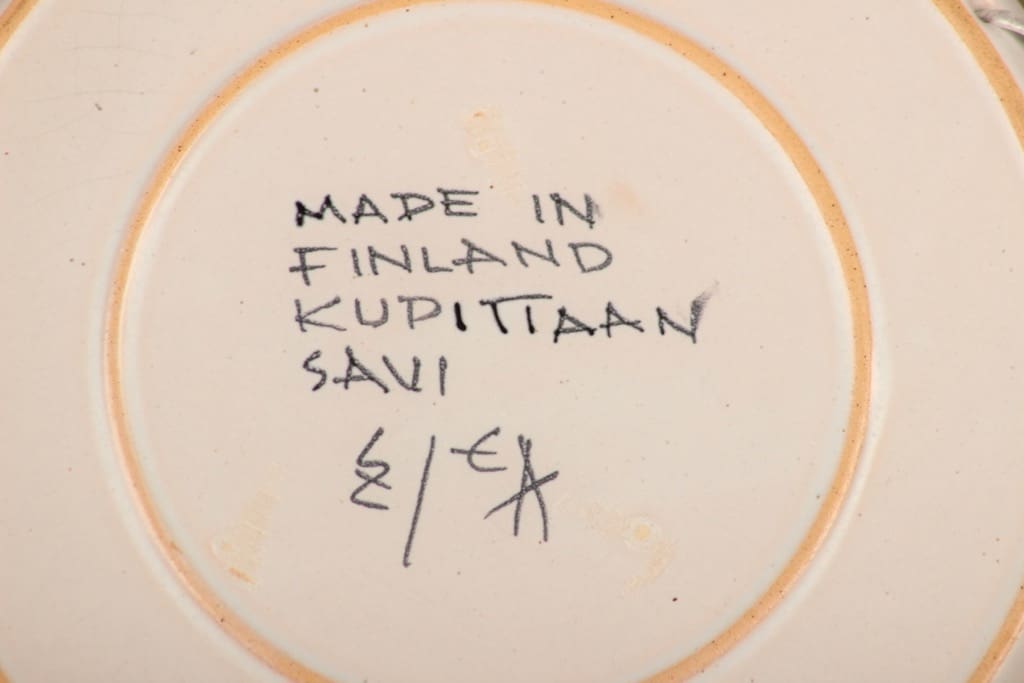 MADE IN
FINLAND
KUPITTAAN
SAVI